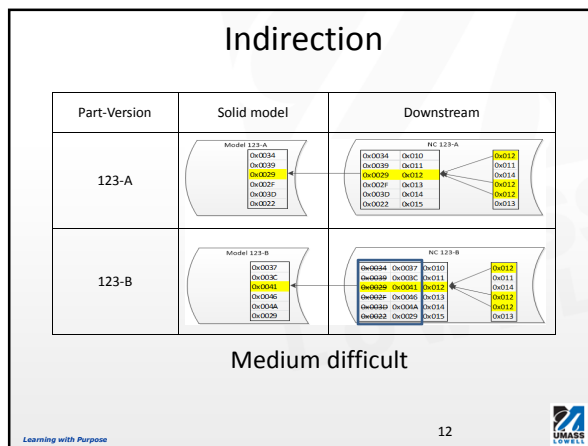 Indirection
Part-Version Solid model Downstream
123-A
Model 123-A
0x0034
0x0039
0x0029
0x002F
0x003D
0x0022
NC 123-A
0x0034 0x010
0x0039 0x011
0x0029 0x012
0x002F 0x013
0x003D 0x014
0x0022 0x015
0x012
0x011
0x014
0x012
0x012
0x013
123-B
Model 123-B
0x0037
0x003C
0x0041
0x0046
0x004A
0x0029
NC 123-B
0x0034 0x0037 0x010
0x0039 0x003C 0x011
0x0029 0x0041 0x012
0x002F 0x0046 0x013
0x003D 0x004A 0x014
0x0022 0x0029 0x015
0x012
0x011
0x014
0x012
0x012
0x013
Medium difficult
Learning with Purpose
12
UMASS
LOWELL